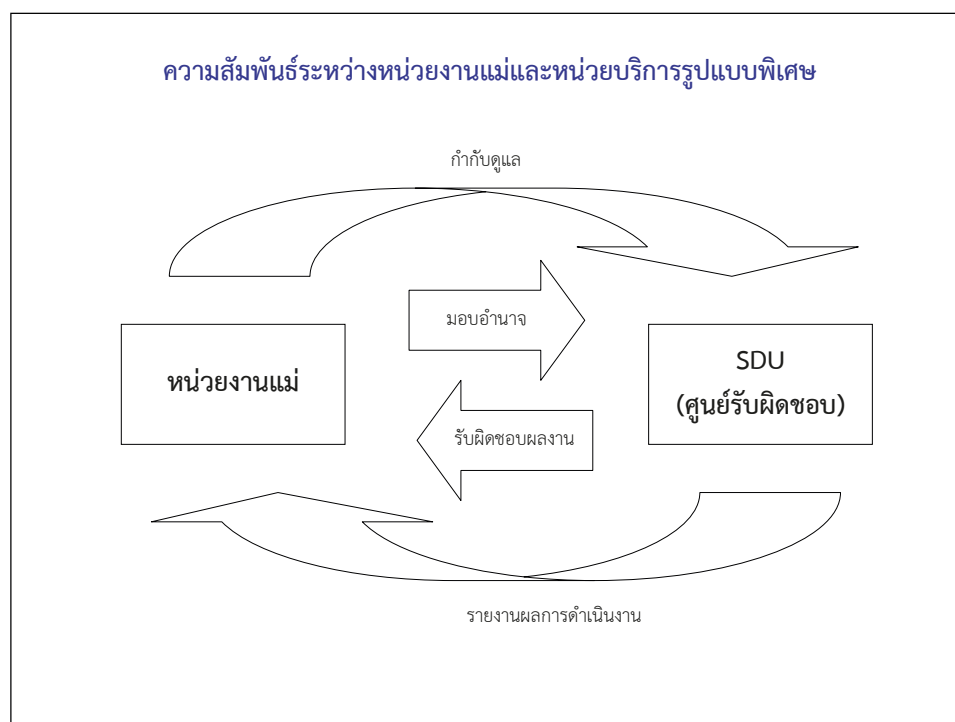 ความสัมพันธ์ระหว่างหน่วยงานแม่และหน่วยบริการรูปแบบพิเศษ
กำกับดูแล
มอบอำนาจ
หน่วยงานแม่
SDU
(ศูนย์รับผิดชอบ)
รับผิดชอบผลงาน
รายงานผลการดำเนินงาน